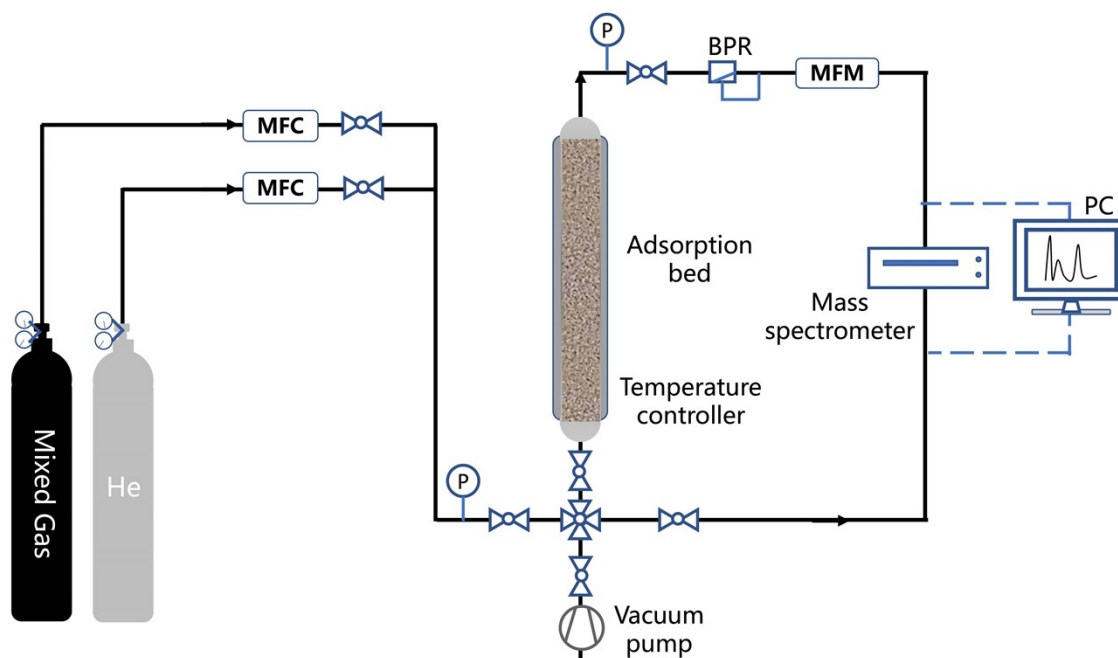 P
BPR
MFM
MFC
MFC
PC
Adsorption
bed
Mass
spectrometer
Temperature
controller
Mixed Gas
He
P
Vacuum
pump